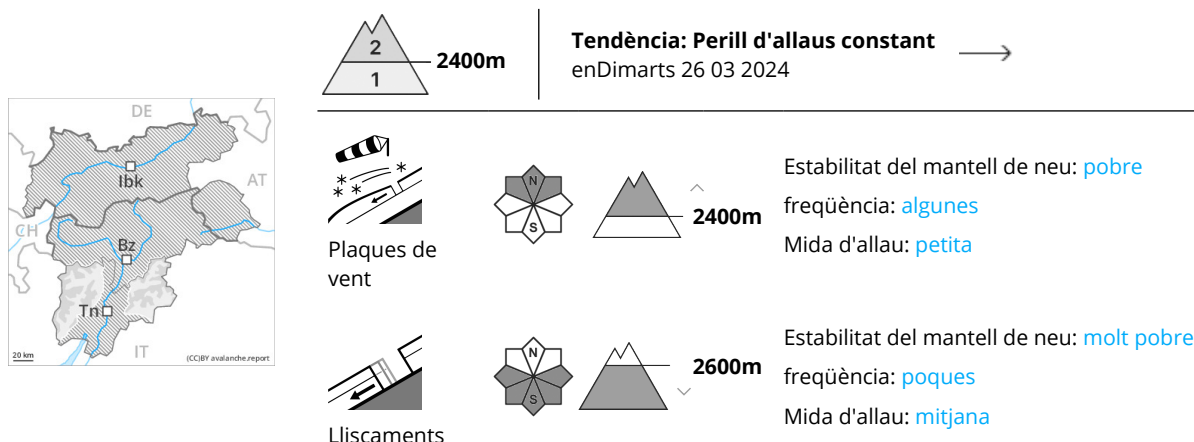 2
2400m
1
Tendència: Perill d'allaus constant
enDimarts 26 03 2024
DE
Ibk
AT
CH
Bz
Tn
IT
20 km
(CC)BY avalanche.report
Plaques de
vent
N
S
2400m
Estabilitat del mantell de neu: pobre
freqüència: algunes
Mida d'allau: petita
Lliscaments
N
S
2600m
Estabilitat del mantell de neu: molt pobre
freqüència: poques
Mida d'allau: mitjana